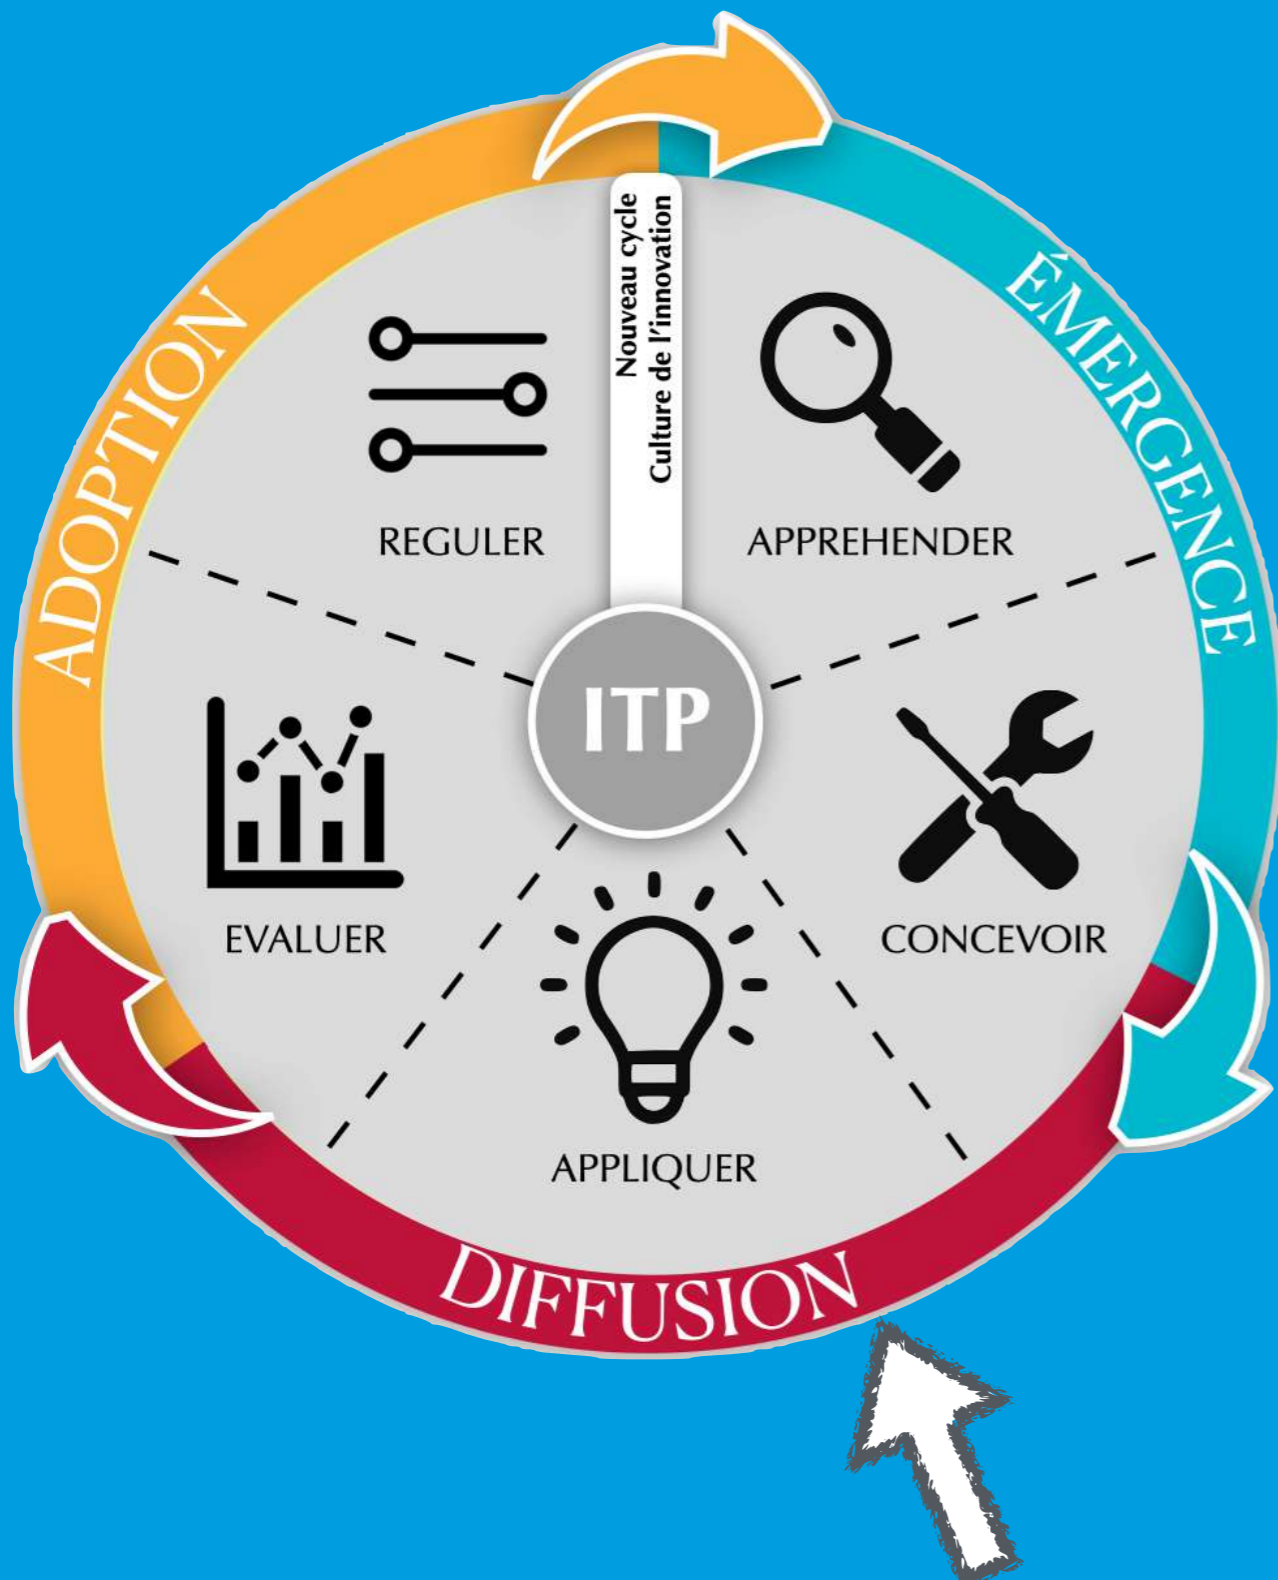 Nouveau cycle
Culture de l'innovation
ÉMERGENCE
APPREHENDER
CONCEVOIR
APPLIQUER
DIFFUSION
EVALUER
REGULER
ADOPTION
ITP